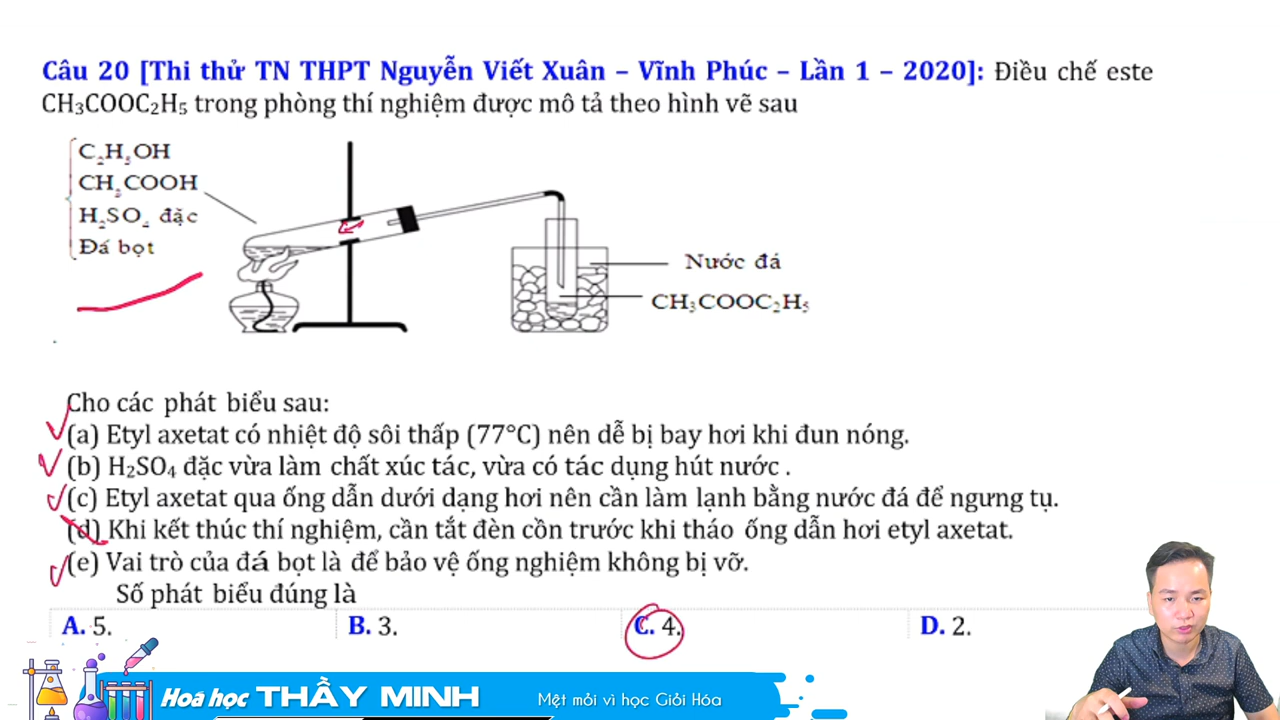 Câu 20 [Thi thử TN THPT Nguyễn Viết Xuân – Vĩnh Phúc – Lần 1 – 2020]: Điều chế este
CH₃COOC₂H₅ trong phòng thí nghiệm được mô tả theo hình vẽ sau
C₂H₅OH
CH₃COOH
H₂SO₄ đặc
Đá bọt
Nước đá
CH₃COOC₂H₅
Cho các phát biểu sau:
(a) Etyl axetat có nhiệt độ sôi thấp (77°C) nên dễ bị bay hơi khi đun nóng.
(b) H₂SO₄ đặc vừa làm chất xúc tác, vừa có tác dụng hút nước .
(c) Etyl axetat qua ống dẫn dưới dạng hơi nên cần làm lạnh bằng nước đá để ngưng tụ.
(d) Khi kết thúc thí nghiệm, cần tắt đèn cồn trước khi tháo ống dẫn hơi etyl axetat.
(e) Vai trò của đá bọt là để bảo vệ ống nghiệm không bị vỡ.
Số phát biểu đúng là
A. 5. B. 3. C. 4. D. 2.
Hoá học THẦY MINH Mệt mỏi vì học Giỏi Hóa